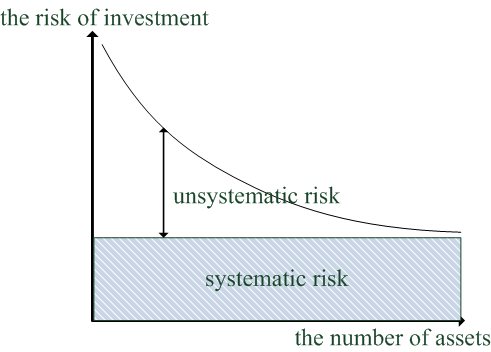 the risk of investment
unsystematic risk
systematic risk
the number of assets